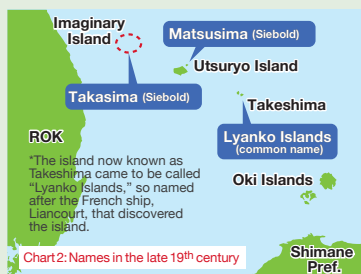 Imaginary
Island
Matsusima (Siebold)
Utsuryo Island
Takasima (Siebold)
Takeshima
ROK
Lyanko Islands
(common name)
*The island now known as
Takeshima came to be called
“Lyanko Islands,” so named
after the French ship,
Liancourt, that discovered
the island.
Oki Islands
Chart2: Names in the late 19th century
Shimane
Pref.